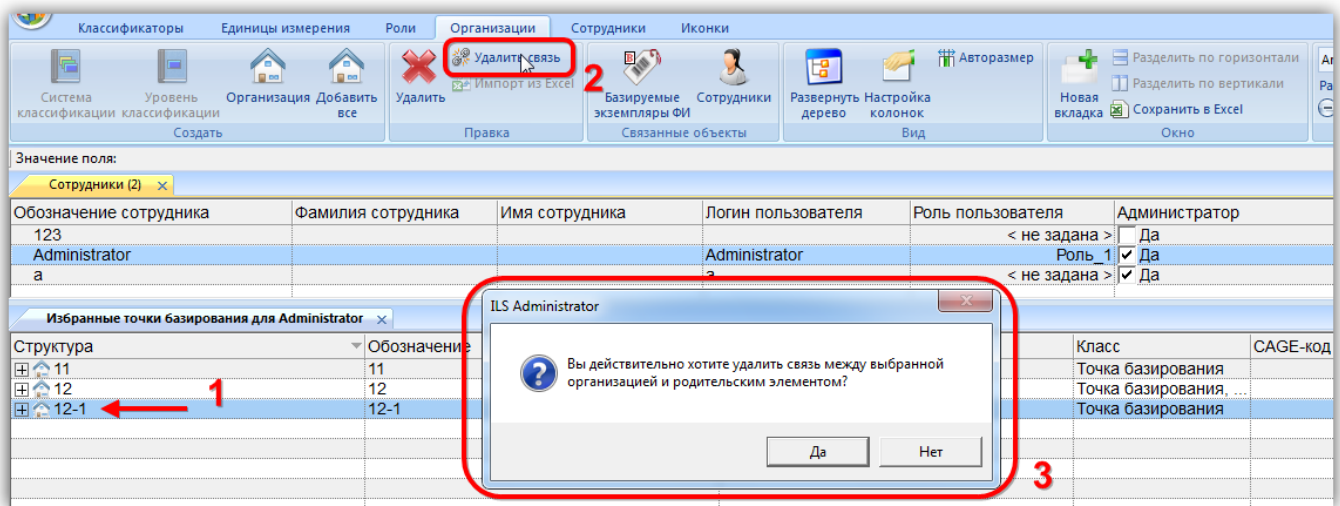 Классификаторы Единицы измерения Роли Организации Сотрудники Иконки
Система классификации
Уровень классификации
Организация
Добавить все
Создать
Удалить
Удалить связь
Импорт из Excel
Правка
2
Базируемые экземпляры ФИ
Сотрудники
Связанные объекты
Развернуть дерево
Настройка колонок
Авторазмер
Вид
Новая вкладка
Разделить по горизонтали
Разделить по вертикали
Сохранить в Excel
Окно
Значение поля:
Сотрудники (2)
Обозначение сотрудника Фамилия сотрудника Имя сотрудника Логин пользователя Роль пользователя Администратор
123 < не задана > Да
Administrator Administrator Роль_1 Да
a a < не задана > Да
Избранные точки базирования для Administrator
Структура Обозначение Класс CAGE-код
11 11 Точка базирования
12 12 Точка базирования, ...
12-1 12-1 Точка базирования
1
ILS Administrator
Вы действительно хотите удалить связь между выбранной
организацией и родительским элементом?
Да Нет
3